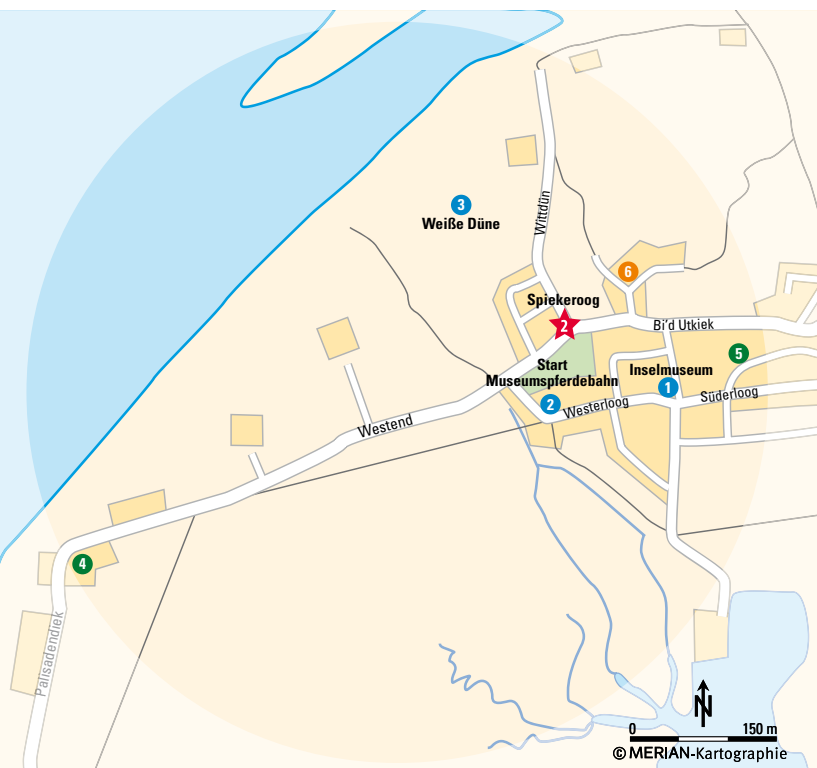 3
Weiße Düne
Wittdün
6
Spiekeroog
2
Bi'd Utkiek
5
Start
Museumspferdebahn
Inselmuseum
1
2
Westerloog
Süderloog
Westend
4
Palisadendiek
N
0 150 m
© MERIAN-Kartographie